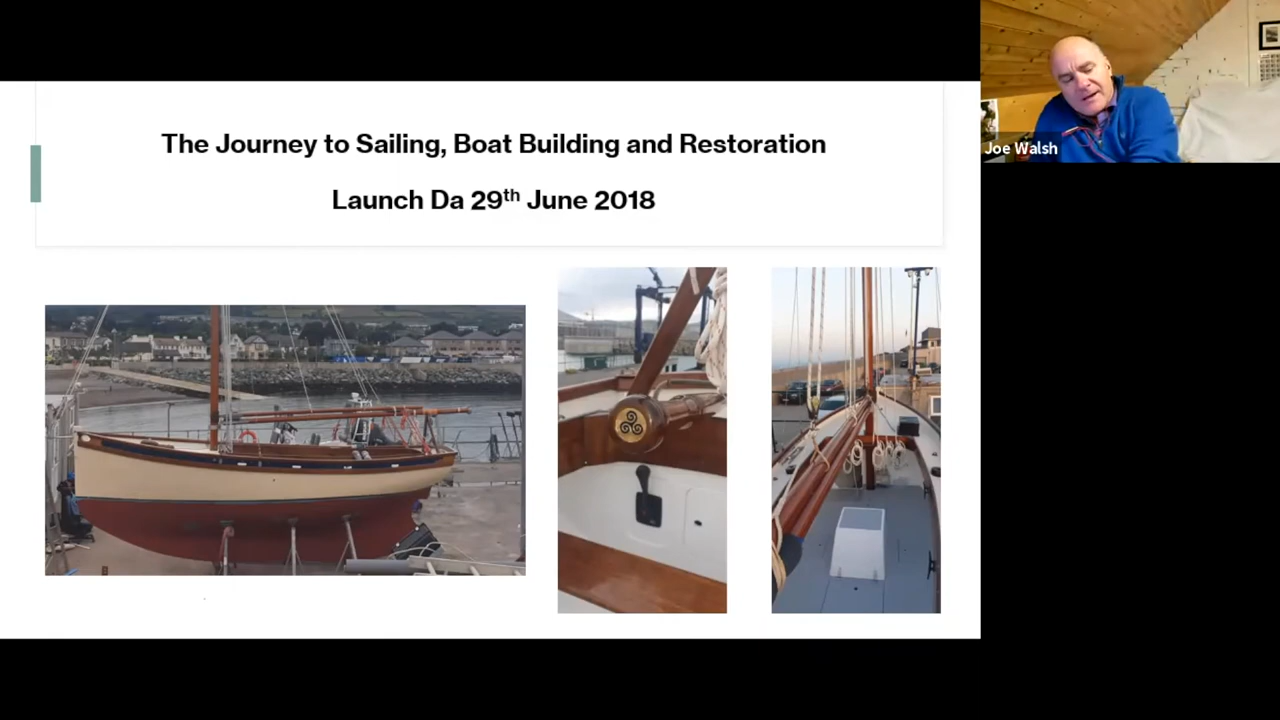 The Journey to Sailing, Boat Building and Restoration
Launch Da 29th June 2018
Joe Walsh